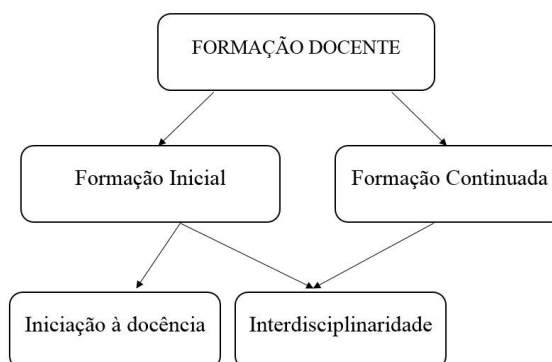 FORMAÇÃO DOCENTE
Formação Inicial
Formação Continuada
Iniciação à docência
Interdisciplinaridade